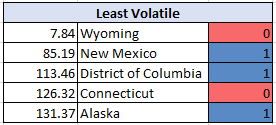 Least Volatile
7.84 Wyoming 0
85.19 New Mexico 1
113.46 District of Columbia 1
126.32 Connecticut 0
131.37 Alaska 1